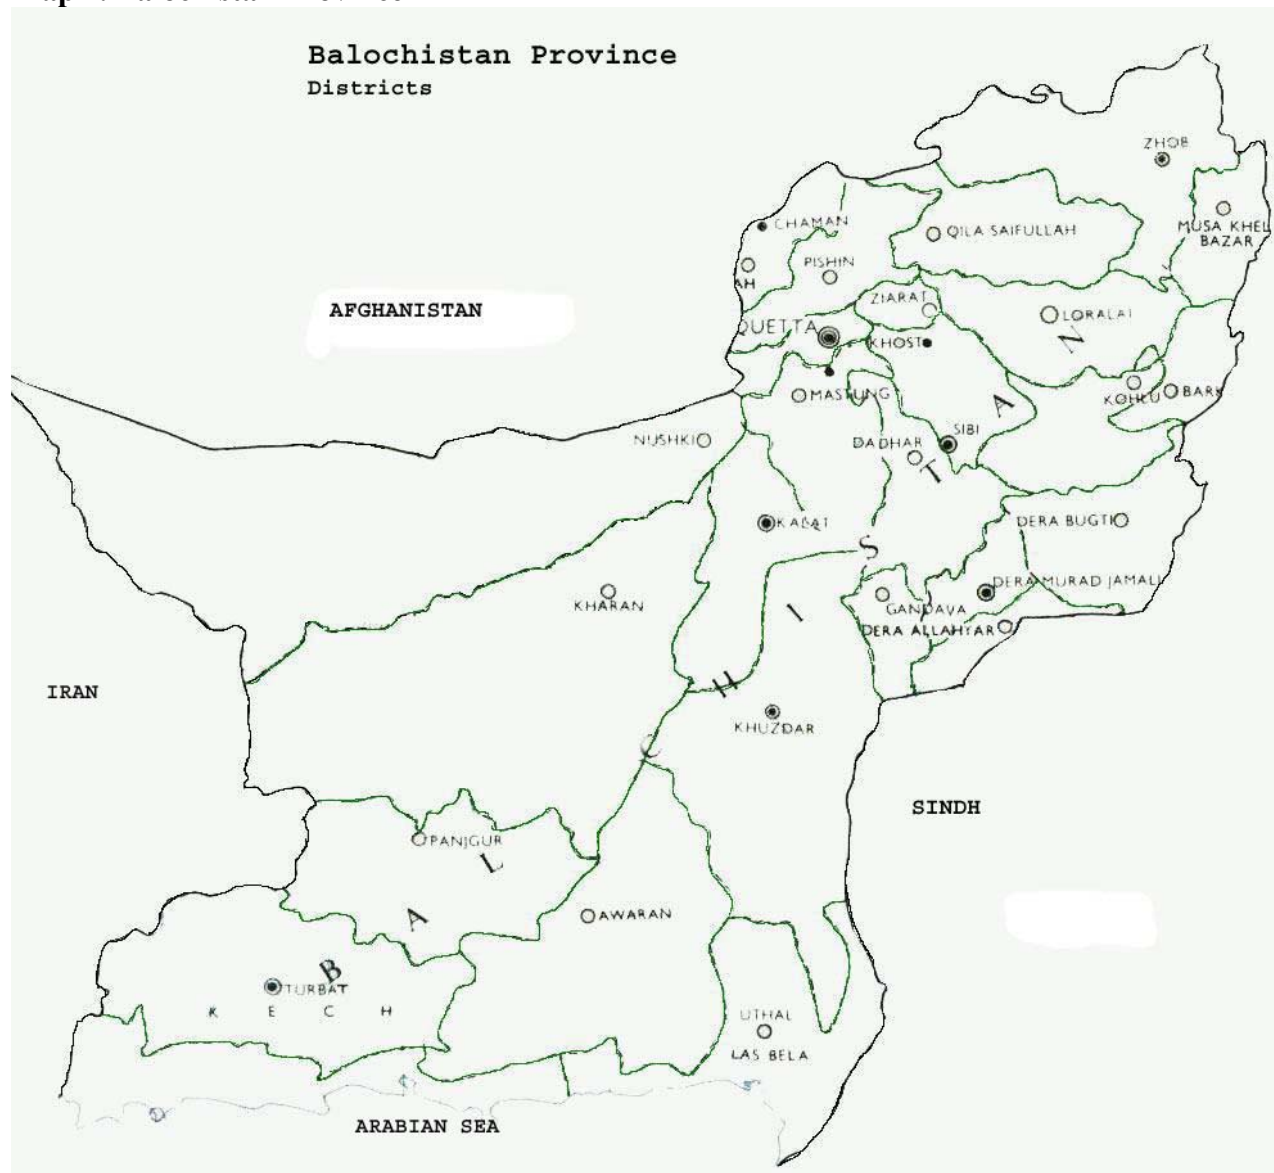 Balochistan Province
Districts
ZHOB
CHAMAN
QILA SAIFULLAH
MUSA KHEL
BAZAR
PISHIN
AH
ZIARAT
AFGHANISTAN
LORALAI
QUETTA
KHOST
N
MASTUNG
KOHLU
BARK
A
NUSHKI
DADHAR
SIBI
T
KALAT
DERA BUGTI
S
KHARAN
GANDAVA
DERA MURAD JAMALI
I
DERA ALLAHYAR
IRAN
H
KHUZDAR
C
SINDH
PANJGUR
L
A
AWARAN
B
TURBAT
K E C H
UTHAL
LAS BELA
ARABIAN SEA